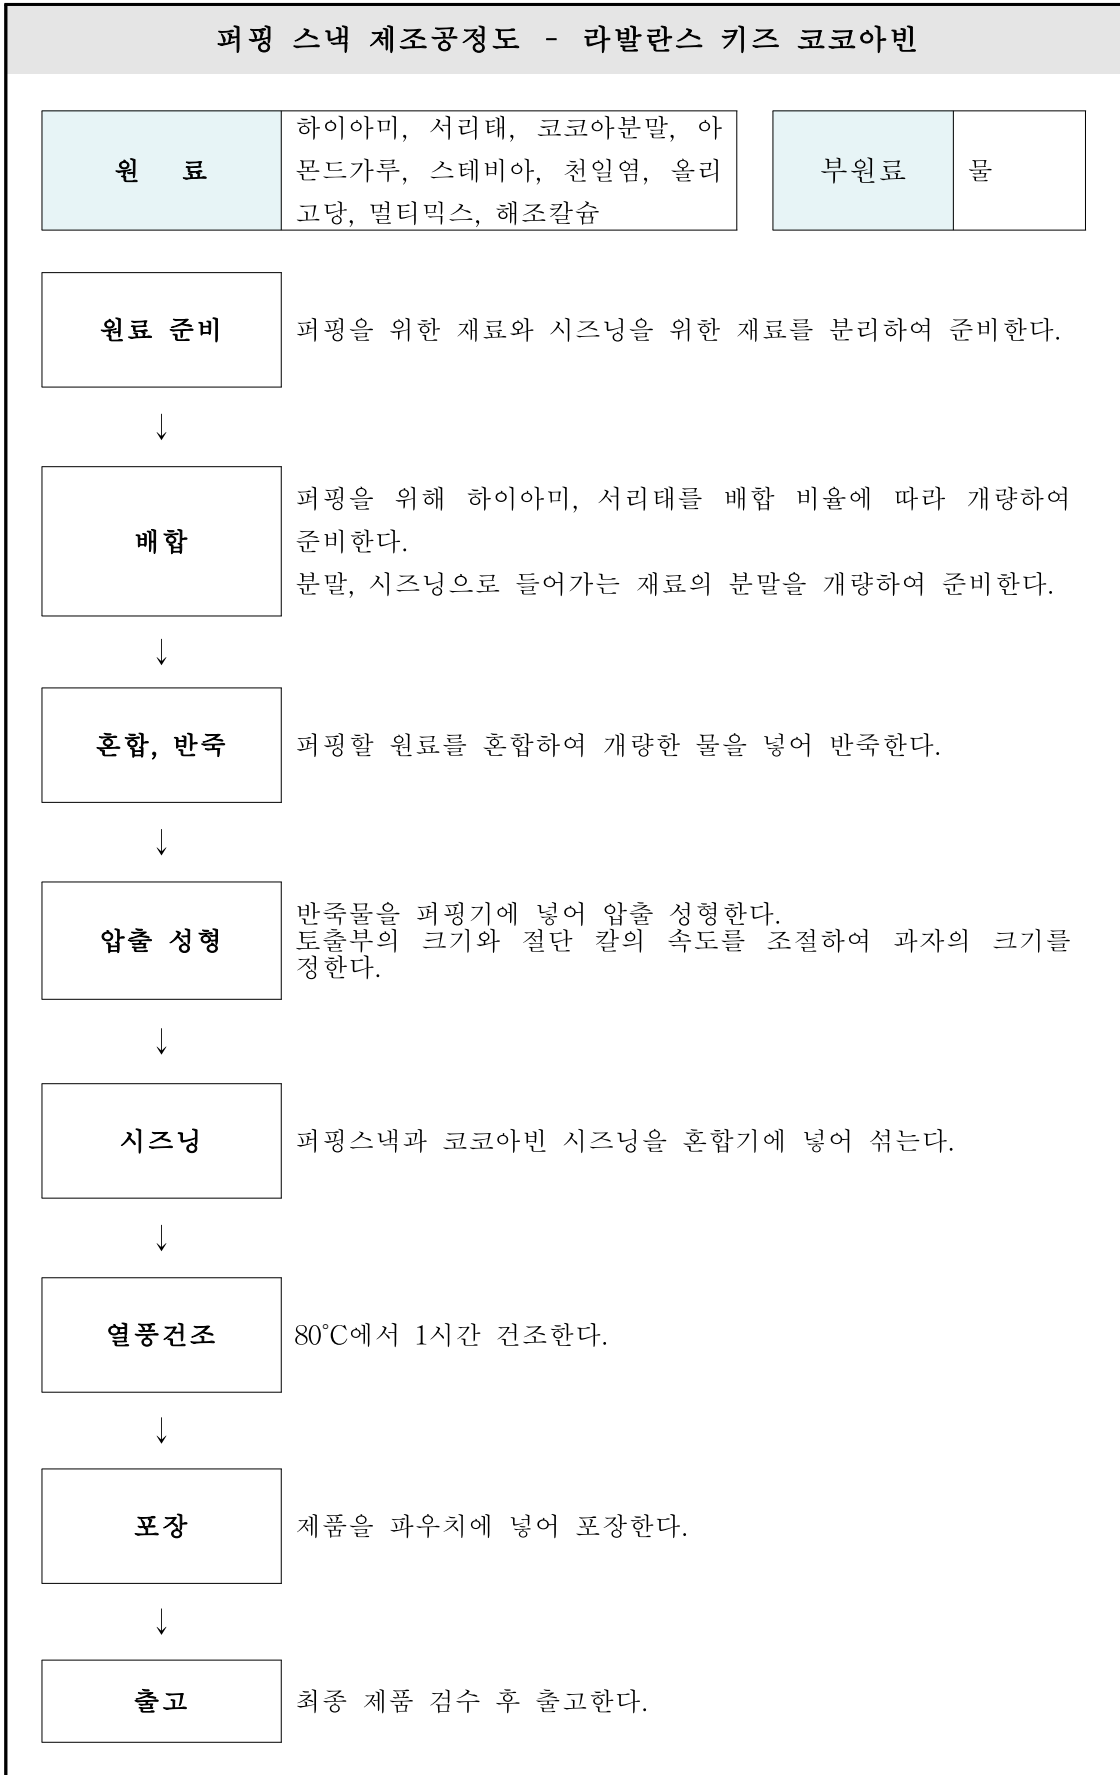 퍼핑 스낵 제조공정도 - 라발란스 키즈 코코아빈
원 료
하이아미, 서리태, 코코아분말, 아
몬드가루, 스테비아, 천일염, 올리
고당, 멀티믹스, 해조칼슘
부원료
물
원료 준비
퍼핑을 위한 재료와 시즈닝을 위한 재료를 분리하여 준비한다.
↓
배합
퍼핑을 위해 하이아미, 서리태를 배합 비율에 따라 개량하여
준비한다.
분말, 시즈닝으로 들어가는 재료의 분말을 개량하여 준비한다.
↓
혼합, 반죽
퍼핑할 원료를 혼합하여 개량한 물을 넣어 반죽한다.
↓
압출 성형
반죽물을 퍼핑기에 넣어 압출 성형한다.
토출부의 크기와 절단 칼의 속도를 조절하여 과자의 크기를
정한다.
↓
시즈닝
퍼핑스낵과 코코아빈 시즈닝을 혼합기에 넣어 섞는다.
↓
열풍건조
80℃에서 1시간 건조한다.
↓
포장
제품을 파우치에 넣어 포장한다.
↓
출고
최종 제품 검수 후 출고한다.